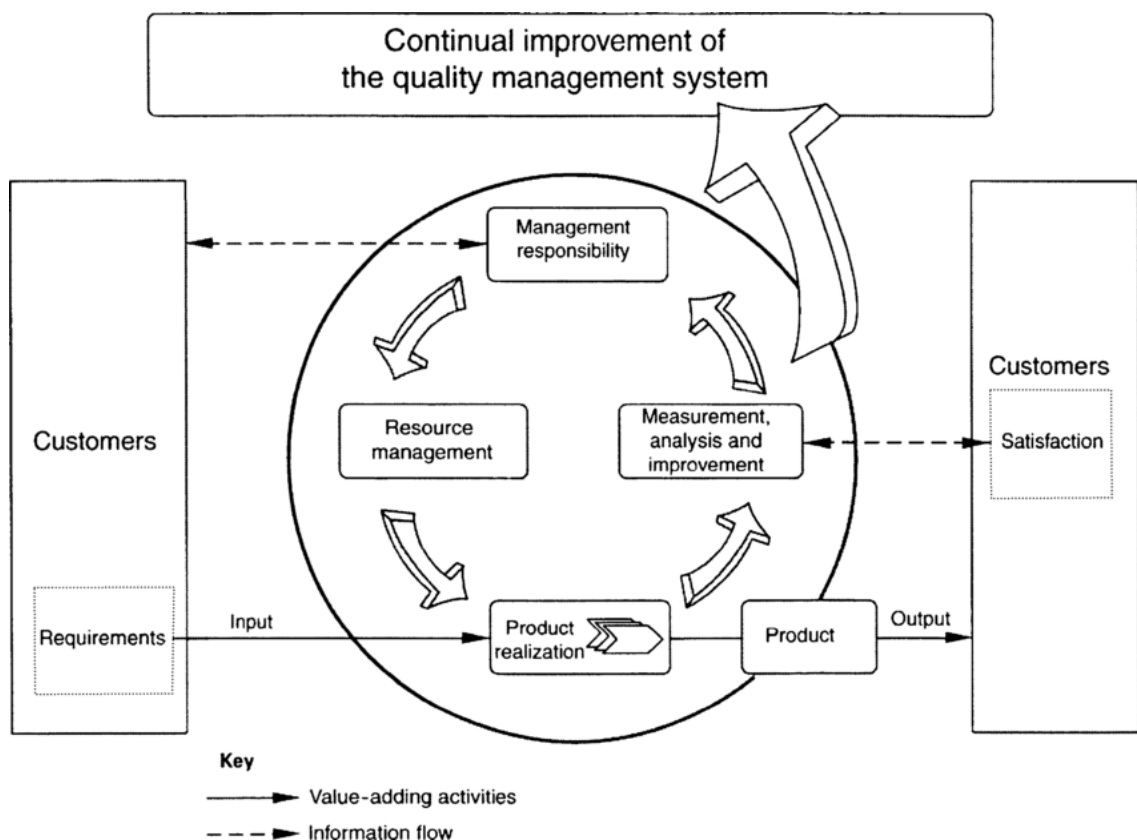 Continual improvement of
the quality management system
Management
responsibility
Customers
Resource
management
Measurement,
analysis and
improvement
Customers
Satisfaction
Requirements
Input
Product
realization
Product
Output
Key
Value-adding activities
Information flow